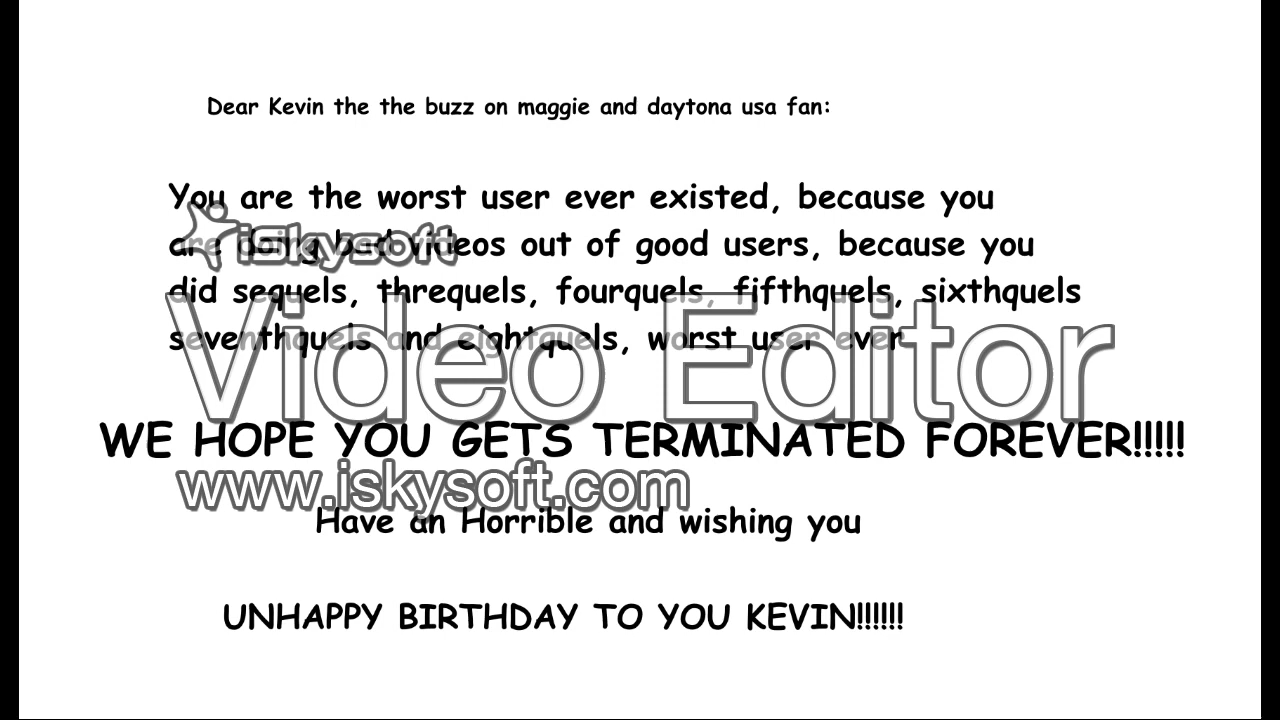 Dear Kevin the the buzz on maggie and daytona usa fan:
You are the worst user ever existed, because you
are doing bad videos out of good users, because you
did sequels, threquels, fourquels, fifthquels, sixthquels
seventhquels and eightquels, worst user ever
iSkysoft
Video Editor
WE HOPE YOU GETS TERMINATED FOREVER!!!!!
www.iskysoft.com
Have an Horrible and wishing you
UNHAPPY BIRTHDAY TO YOU KEVIN!!!!!!